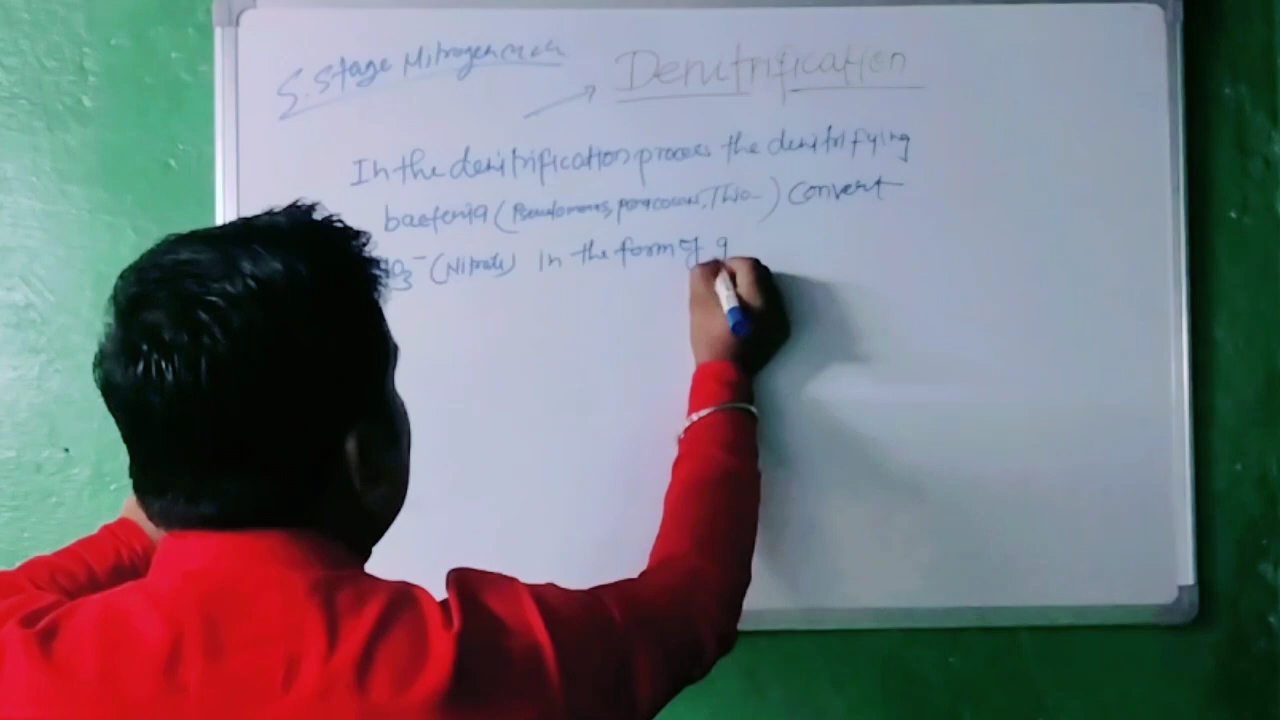 5. Stage Nitrogen
→ Denitrification
In the denitrification process the denitrifying
bacteria (Pseudomonas, paracoccus, Thio ) convert
NO₃⁻ (Nitrate) in the form of g